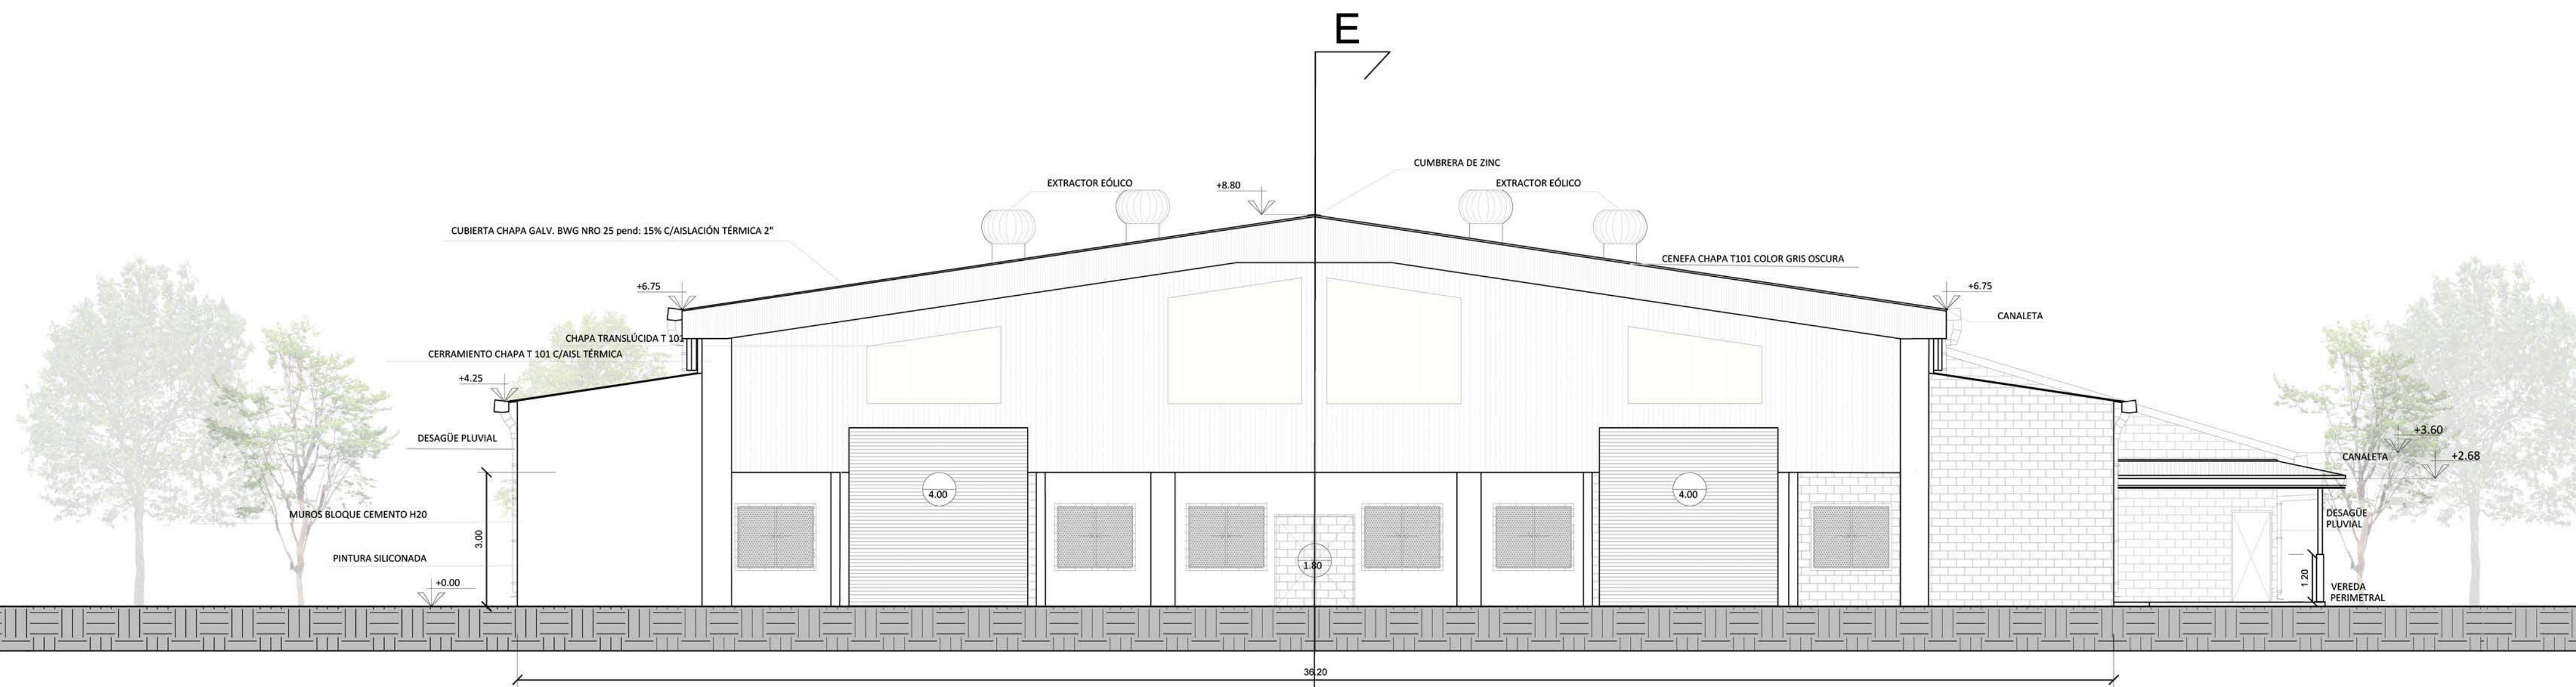 E
CUMBRERA DE ZINC
EXTRACTOR EÓLICO
+8.80
EXTRACTOR EÓLICO
CUBIERTA CHAPA GALV. BWG NRO 25 pend: 15% C/AISLACIÓN TÉRMICA 2"
CENEFA CHAPA T101 COLOR GRIS OSCURA
+6.75
+6.75
CANALETA
CHAPA TRANSLÚCIDA T 101
CERRAMIENTO CHAPA T 101 C/AISL TÉRMICA
+4.25
DESAGÜE PLUVIAL
+3.60
CANALETA
+2.68
4.00
4.00
MUROS BLOQUE CEMENTO H20
3.00
DESAGÜE
PLUVIAL
PINTURA SILICONADA
1.80
+0.00
1.20
VEREDA
PERIMETRAL
36.20